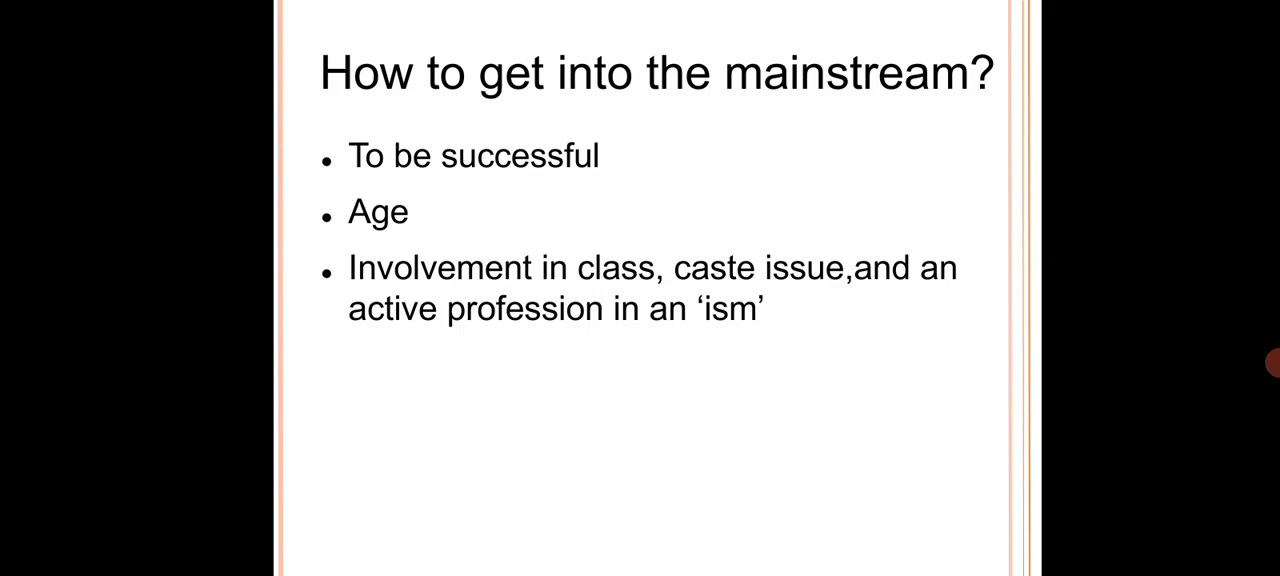 How to get into the mainstream?
• To be successful
• Age
• Involvement in class, caste issue,and an
active profession in an ‘ism’